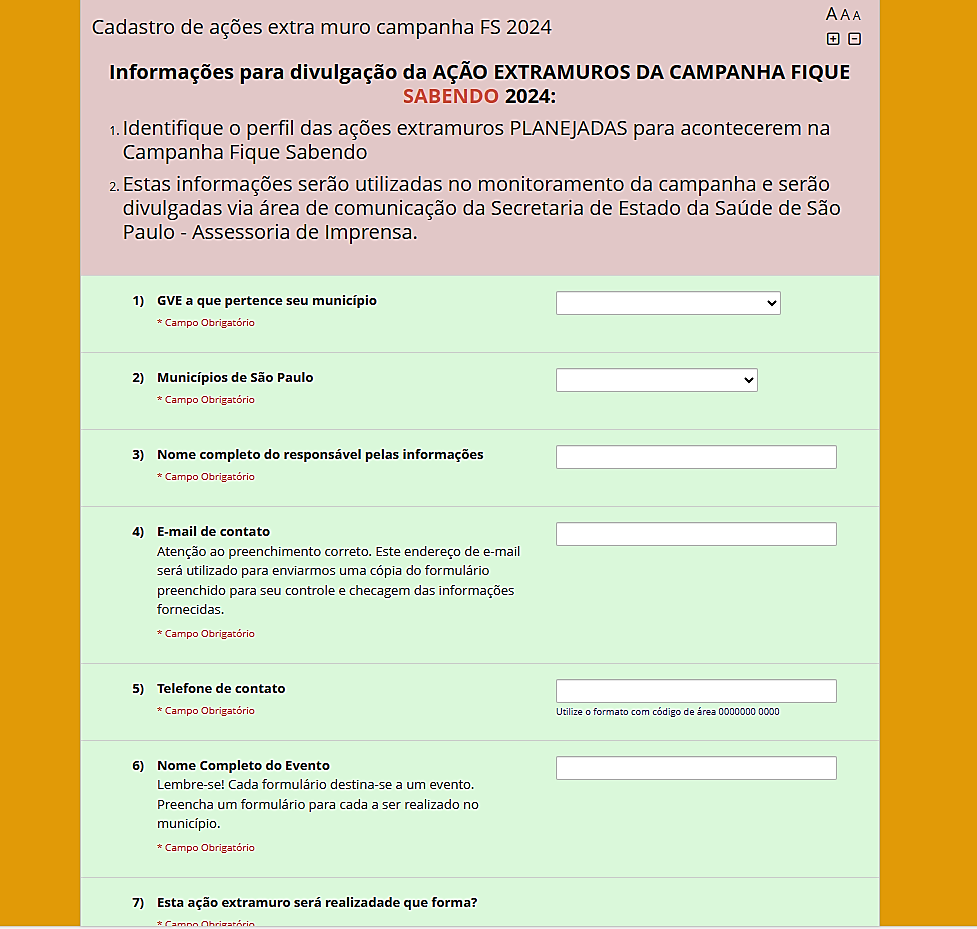 Cadastro de ações extra muro campanha FS 2024
A A A
Informações para divulgação da AÇÃO EXTRAMUROS DA CAMPANHA FIQUE
SABENDO 2024:
1. Identifique o perfil das ações extramuros PLANEJADAS para acontecerem na
Campanha Fique Sabendo
2. Estas informações serão utilizadas no monitoramento da campanha e serão
divulgadas via área de comunicação da Secretaria de Estado da Saúde de São
Paulo - Assessoria de Imprensa.
1) GVE a que pertence seu município
* Campo Obrigatório
2) Municípios de São Paulo
* Campo Obrigatório
3) Nome completo do responsável pelas informações
* Campo Obrigatório
4) E-mail de contato
Atenção ao preenchimento correto. Este endereço de e-mail
será utilizado para enviarmos uma cópia do formulário
preenchido para seu controle e checagem das informações
fornecidas.
* Campo Obrigatório
5) Telefone de contato
* Campo Obrigatório
Utilize o formato com código de área 0000000 0000
6) Nome Completo do Evento
Lembre-se! Cada formulário destina-se a um evento.
Preencha um formulário para cada a ser realizado no
município.
* Campo Obrigatório
7) Esta ação extramuro será realizadade que forma?
* Campo Obrigatório